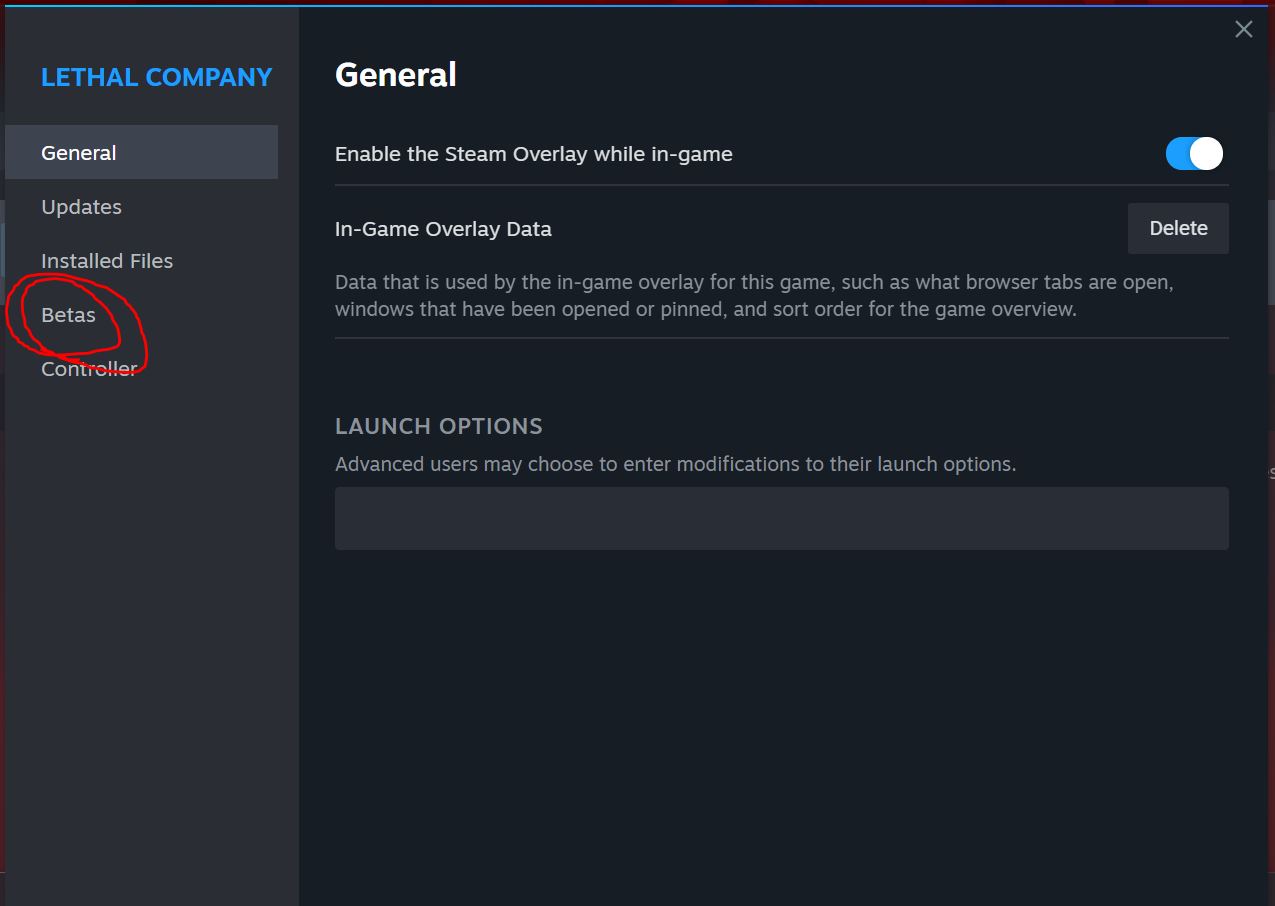 LETHAL COMPANY
General
Updates
Installed Files
Betas
Controller
General
Enable the Steam Overlay while in-game
In-Game Overlay Data
Delete
Data that is used by the in-game overlay for this game, such as what browser tabs are open,
windows that have been opened or pinned, and sort order for the game overview.
LAUNCH OPTIONS
Advanced users may choose to enter modifications to their launch options.